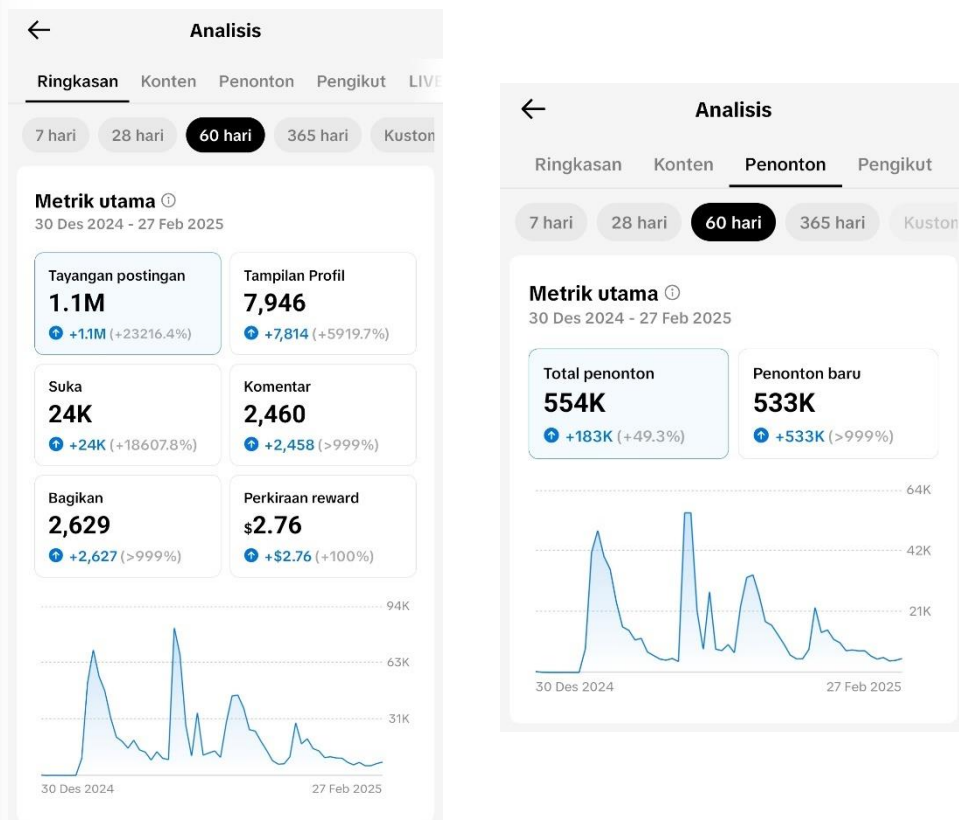 Analisis
Ringkasan Konten Penonton Pengikut LIVE
7 hari 28 hari 60 hari 365 hari Kustom
Metrik utama
30 Des 2024 - 27 Feb 2025
Tayangan postingan
1.1M
+1.1M (+23216.4%)
Tampilan Profil
7,946
+7,814 (+5919.7%)
Suka
24K
+24K (+18607.8%)
Komentar
2,460
+2,458 (>999%)
Bagikan
2,629
+2,627 (>999%)
Perkiraan reward
$2.76
+$2.76 (+100%)
94K
63K
31K
30 Des 2024 27 Feb 2025
Analisis
Ringkasan Konten Penonton Pengikut
7 hari 28 hari 60 hari 365 hari Kustom
Metrik utama
30 Des 2024 - 27 Feb 2025
Total penonton
554K
+183K (+49.3%)
Penonton baru
533K
+533K (>999%)
64K
42K
21K
30 Des 2024 27 Feb 2025